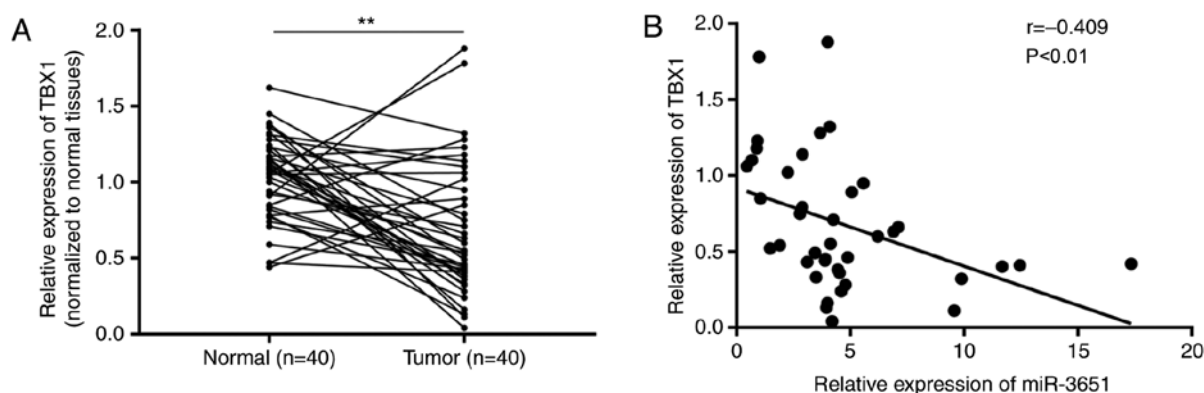 A
Relative expression of TBX1
(normalized to normal tissues)
2.0
1.5
1.0
0.5
0.0
**
Normal (n=40)
Tumor (n=40)
B
Relative expression of TBX1
2.0
1.5
1.0
0.5
0.0
r=−0.409
P<0.01
0
5
10
15
20
Relative expression of miR-3651